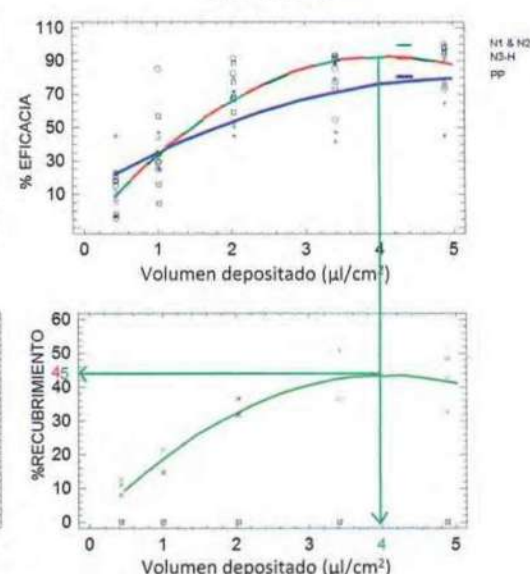 110
90
70
50
30
10
% EFICACIA
N1 & N2
N3-H
PP
0 1 2 3 4 5
Volumen depositado (µl/cm²)
60
50
45
40
30
20
10
0
%RECUBRIMIENTO
0 1 2 3 4 5
Volumen depositado (µl/cm²)